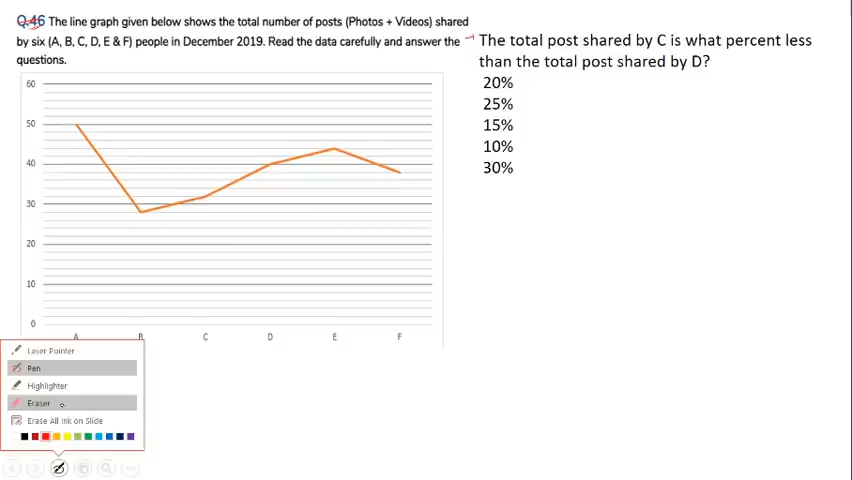 Q.46 The line graph given below shows the total number of posts (Photos + Videos) shared
by six (A, B, C, D, E & F) people in December 2019. Read the data carefully and answer the
questions.
The total post shared by C is what percent less
than the total post shared by D?
20%
25%
15%
10%
30%
60
50
40
30
20
10
0
A B C D E F
Laser Pointer
Pen
Highlighter
Eraser
Erase All Ink on Slide